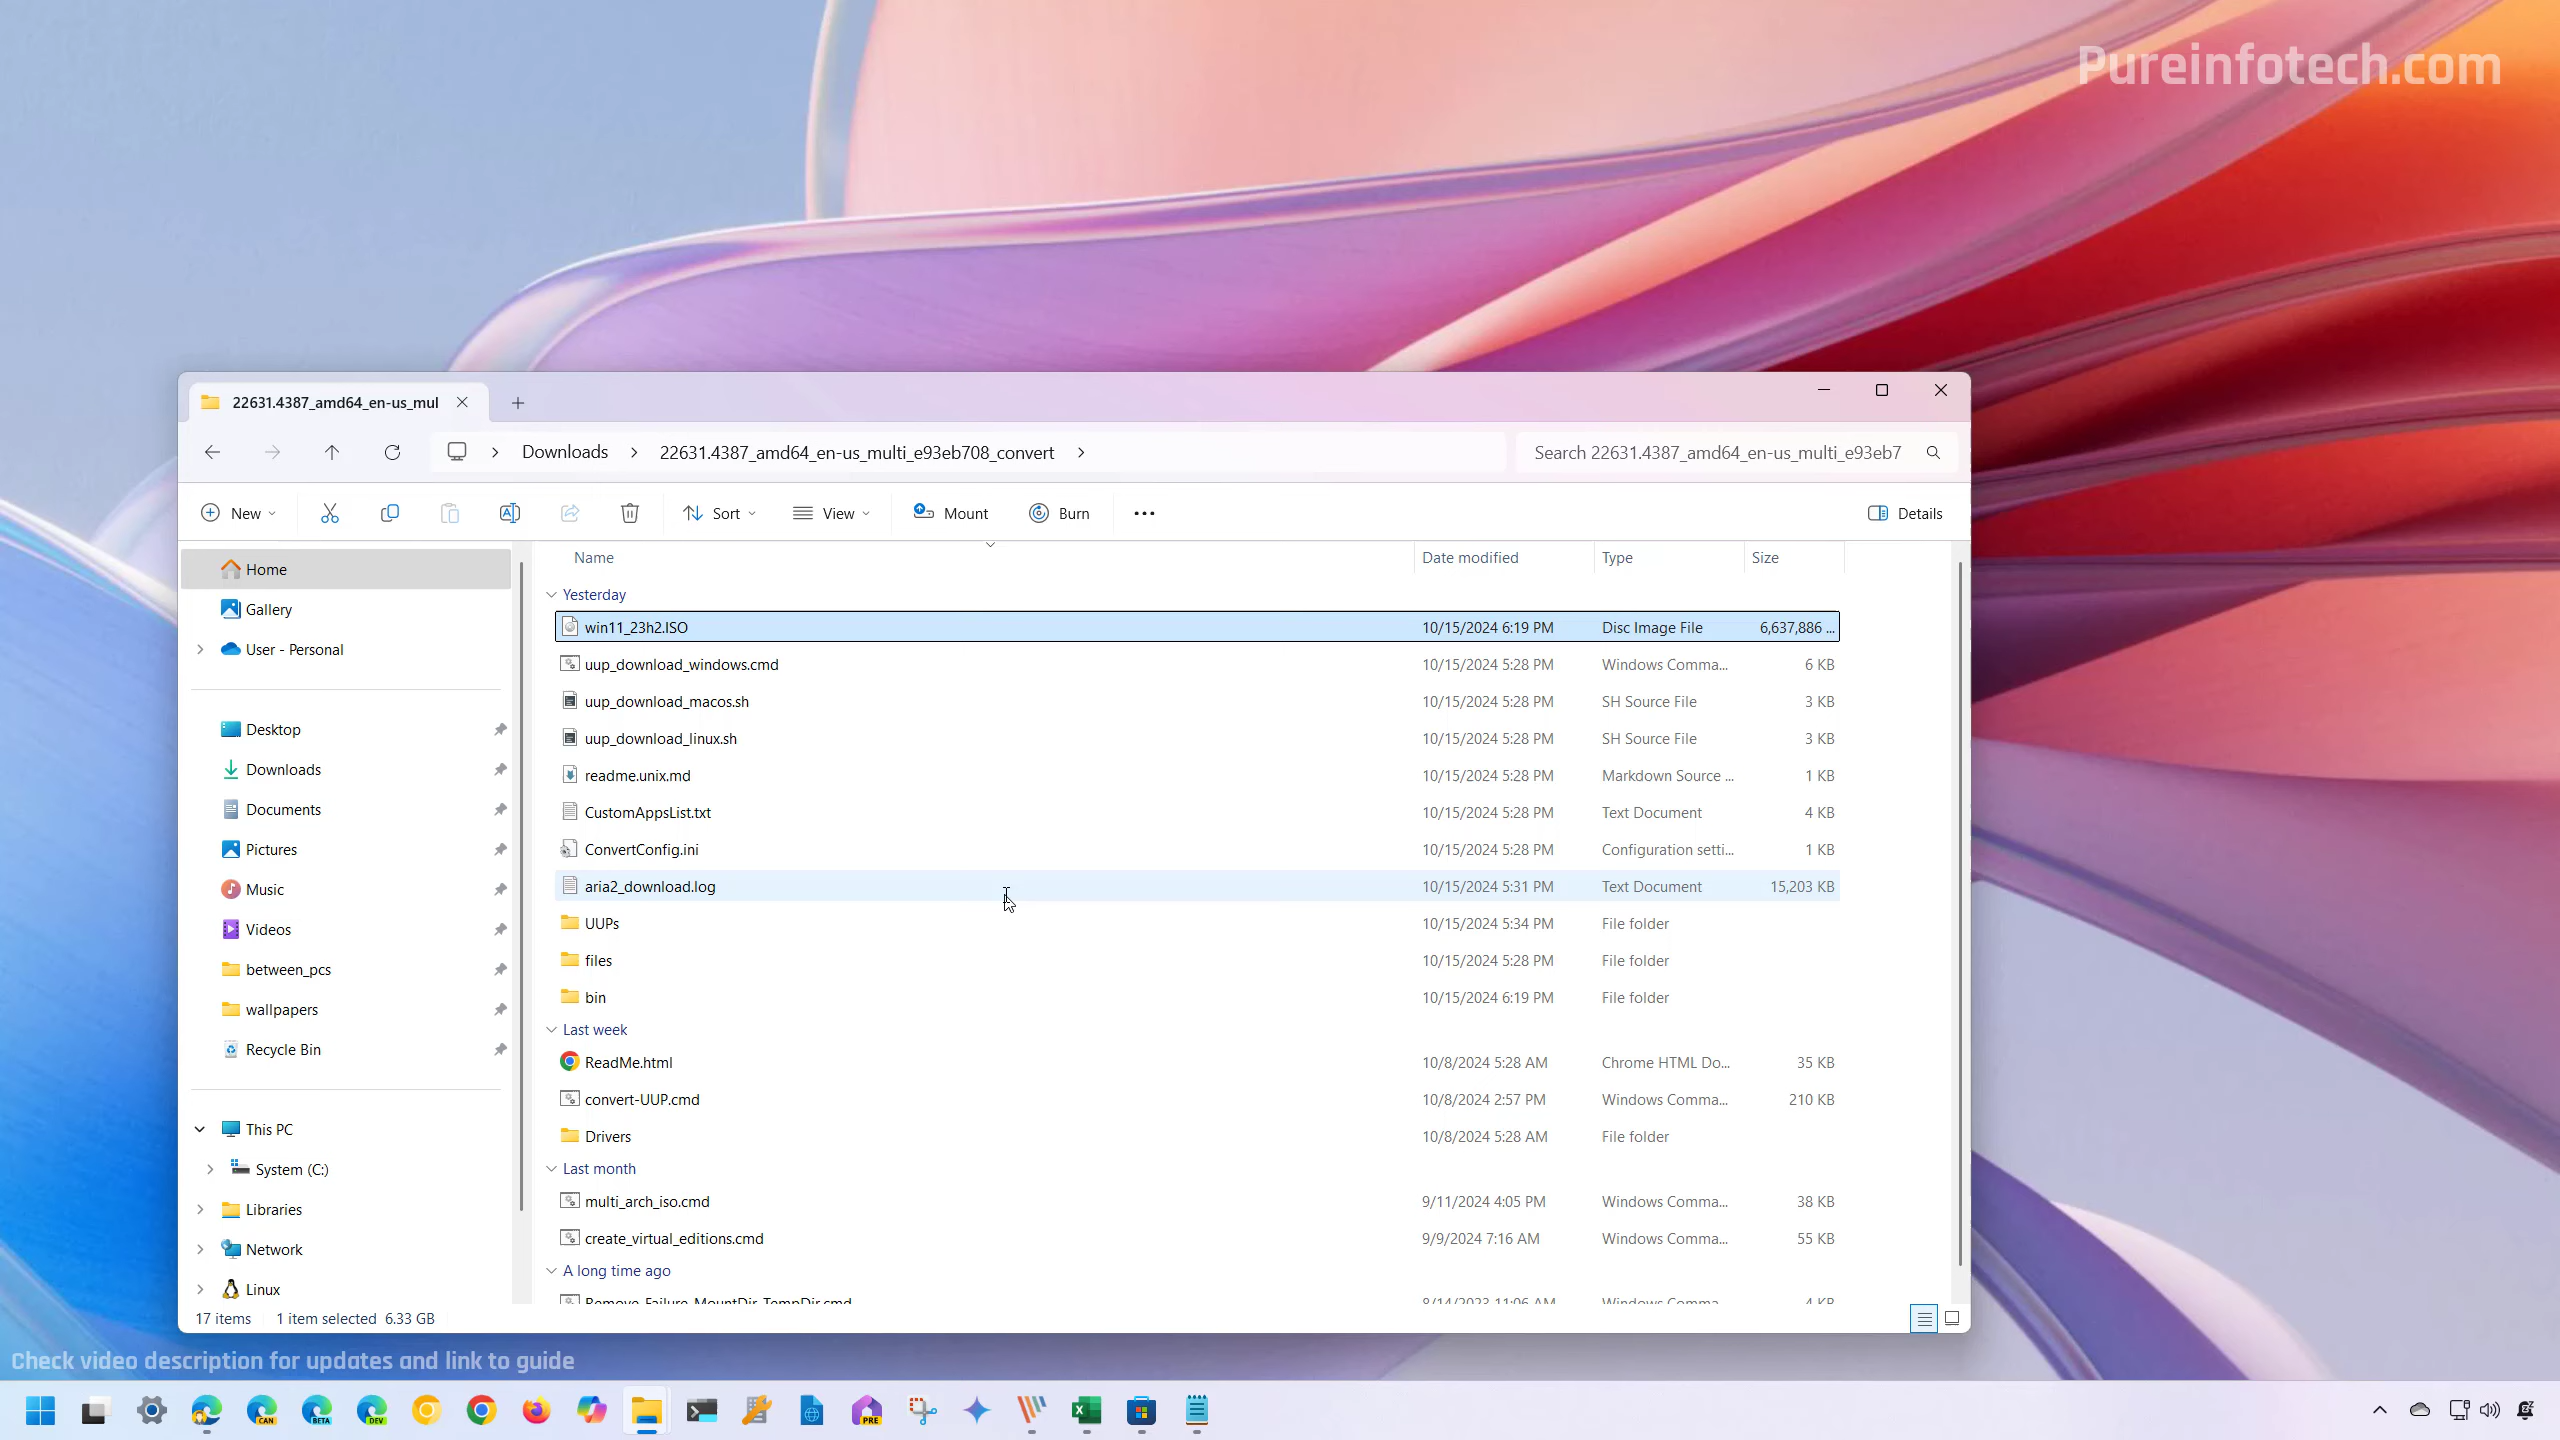 Pureinfotech.com
22631.4387_amd64_en-us_mul
Downloads 22631.4387_amd64_en-us_multi_e93eb708_convert Search 22631.4387_amd64_en-us_multi_e93eb7
New Sort View Mount Burn ••• Details
Name Date modified Type Size
Home
Gallery
User - Personal
Desktop
Downloads
Documents
Pictures
Music
Videos
between_pcs
wallpapers
Recycle Bin
This PC
System (C:)
Libraries
Network
Linux
Yesterday
win11_23h2.ISO 10/15/2024 6:19 PM Disc Image File 6,637,886 ...
uup_download_windows.cmd 10/15/2024 5:28 PM Windows Comma... 6 KB
uup_download_macos.sh 10/15/2024 5:28 PM SH Source File 3 KB
uup_download_linux.sh 10/15/2024 5:28 PM SH Source File 3 KB
readme.unix.md 10/15/2024 5:28 PM Markdown Source ... 1 KB
CustomAppsList.txt 10/15/2024 5:28 PM Text Document 4 KB
ConvertConfig.ini 10/15/2024 5:28 PM Configuration setti... 1 KB
aria2_download.log 10/15/2024 5:31 PM Text Document 15,203 KB
UUPs 10/15/2024 5:34 PM File folder
files 10/15/2024 5:28 PM File folder
bin 10/15/2024 6:19 PM File folder
Last week
ReadMe.html 10/8/2024 5:28 AM Chrome HTML Do... 35 KB
convert-UUP.cmd 10/8/2024 2:57 PM Windows Comma... 210 KB
Drivers 10/8/2024 5:28 AM File folder
Last month
multi_arch_iso.cmd 9/11/2024 4:05 PM Windows Comma... 38 KB
create_virtual_editions.cmd 9/9/2024 7:16 AM Windows Comma... 55 KB
A long time ago
Remove_Failure_MountDir_TempDir.cmd 8/14/2023 11:06 AM Windows Comma... 4 KB
17 items 1 item selected 6.33 GB
Check video description for updates and link to guide
CAN BETA DEV PRE